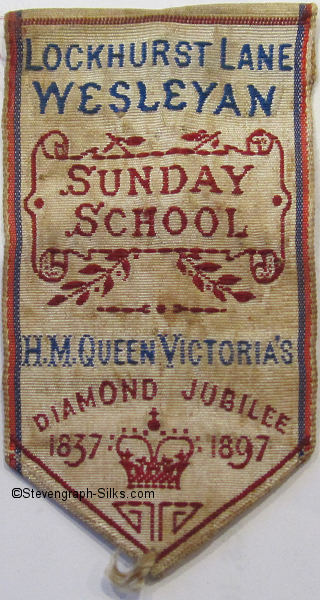 LOCKHURST LANE
WESLEYAN
SUNDAY
SCHOOL
H.M. QUEEN VICTORIA'S
DIAMOND JUBILEE
1837: :1897
©Stevengraph-Silks.com